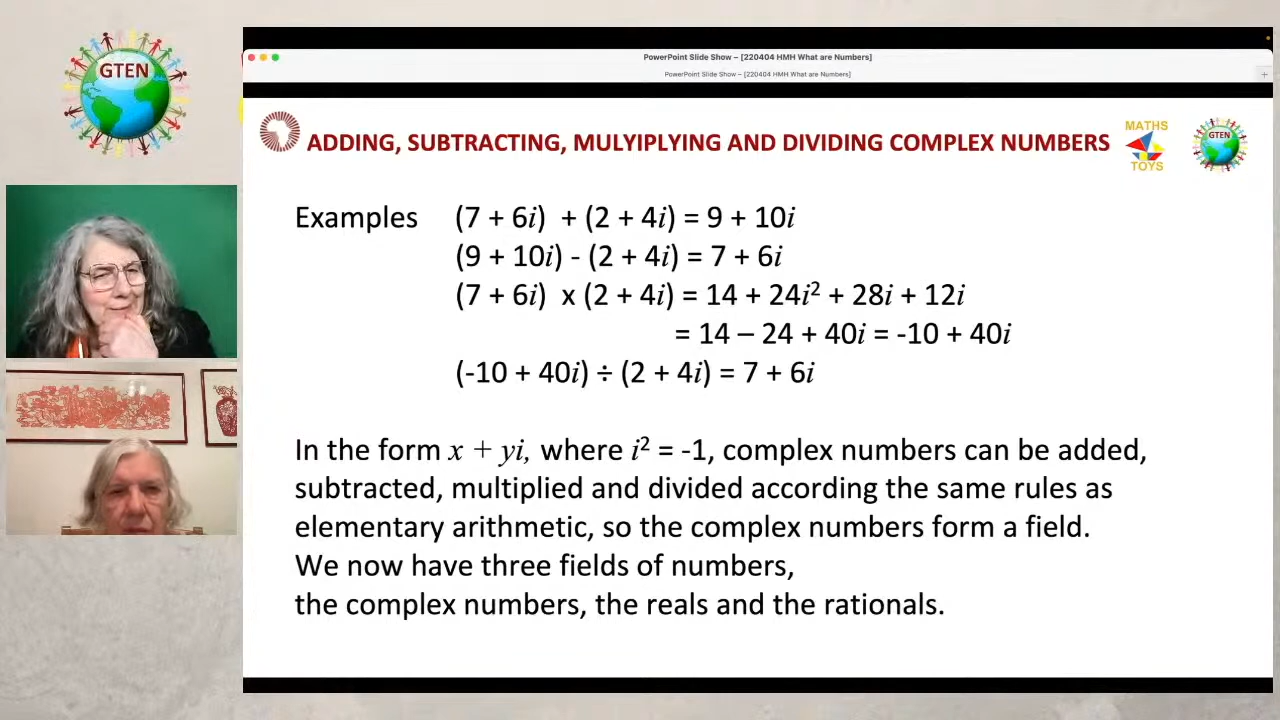 GTEN
PowerPoint Slide Show – [220404 HMH What are Numbers]
PowerPoint Slide Show – [220404 HMH What are Numbers]
ADDING, SUBTRACTING, MULYIPLYING AND DIVIDING COMPLEX NUMBERS
MATHS
TOYS
GTEN
Examples (7 + 6i) + (2 + 4i) = 9 + 10i
(9 + 10i) - (2 + 4i) = 7 + 6i
(7 + 6i) x (2 + 4i) = 14 + 24i² + 28i + 12i
= 14 – 24 + 40i = -10 + 40i
(-10 + 40i) ÷ (2 + 4i) = 7 + 6i
In the form x + yi, where i² = -1, complex numbers can be added,
subtracted, multiplied and divided according the same rules as
elementary arithmetic, so the complex numbers form a field.
We now have three fields of numbers,
the complex numbers, the reals and the rationals.